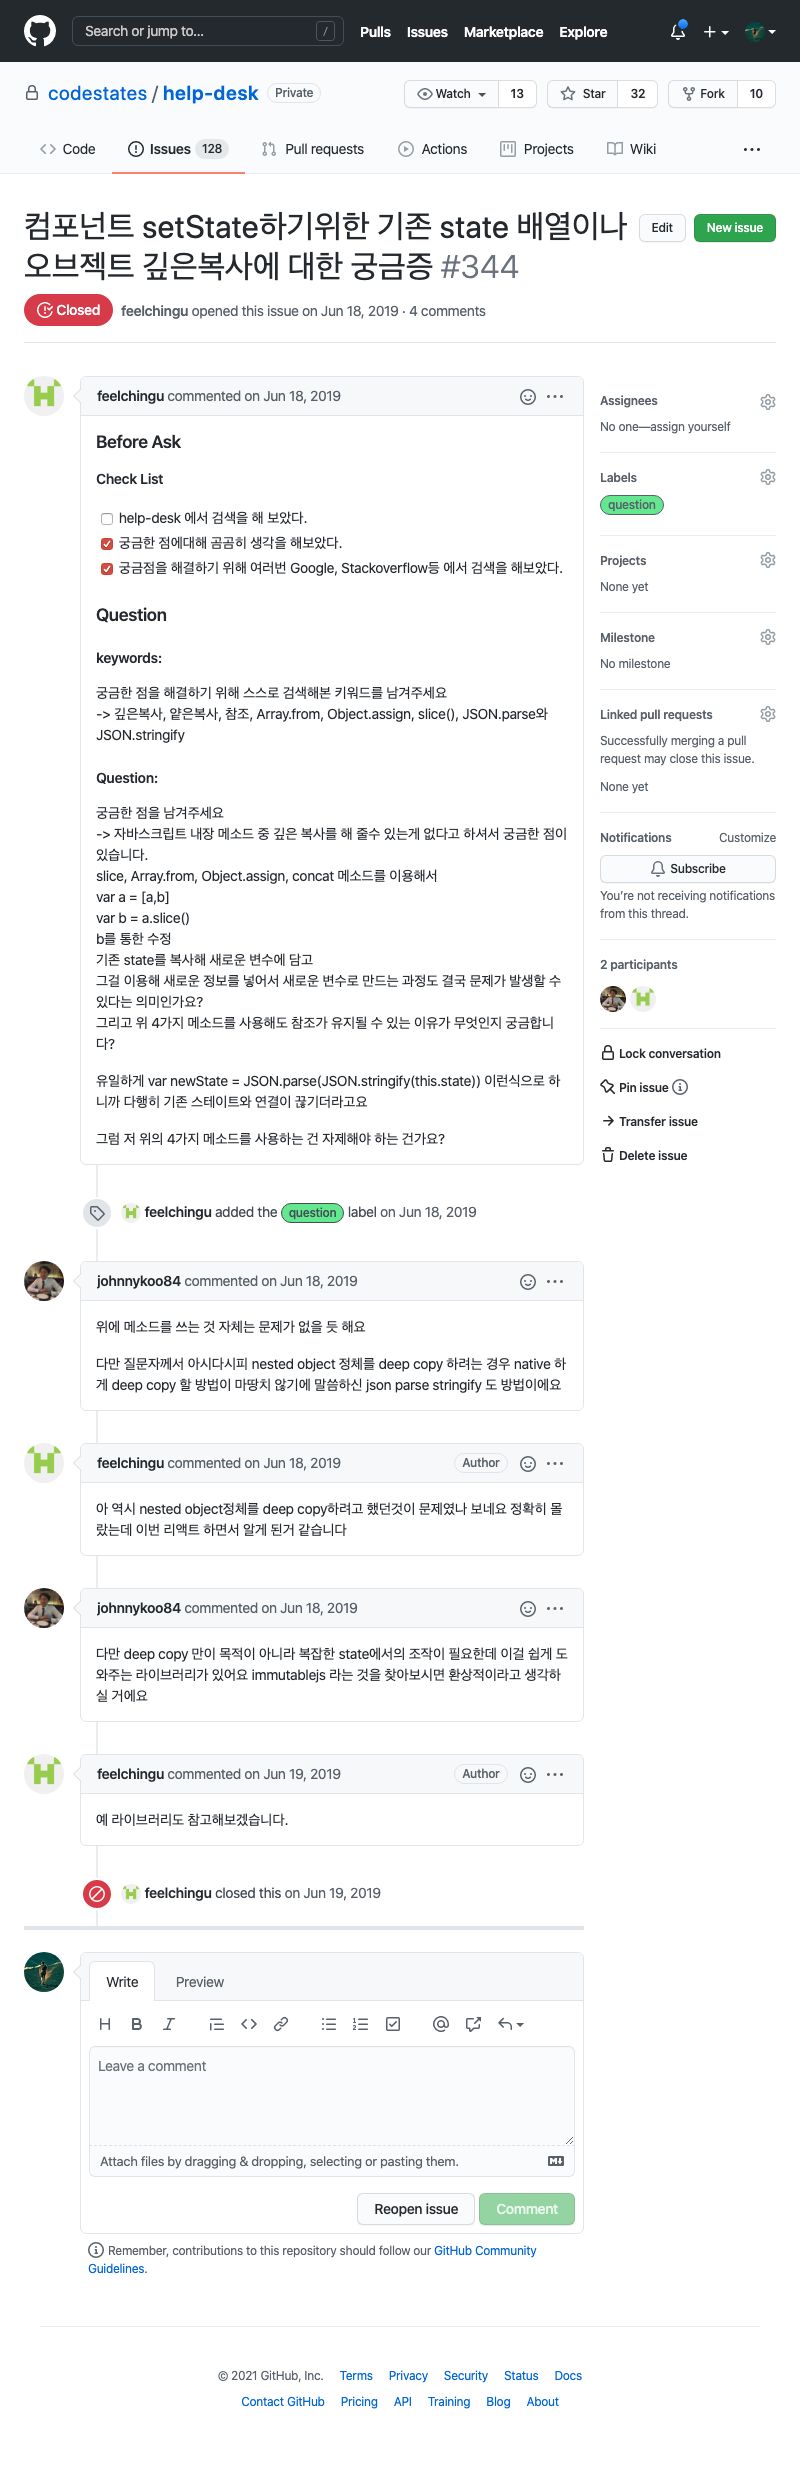 Search or jump to... /
Pulls Issues Marketplace Explore
codestates / help-desk Private
Watch 13 Star 32 Fork 10
Code Issues 128 Pull requests Actions Projects Wiki
컴포넌트 setState하기위한 기존 state 배열이나
오브젝트 깊은복사에 대한 궁금증 #344
Edit New issue
Closed feelchingu opened this issue on Jun 18, 2019 · 4 comments
feelchingu commented on Jun 18, 2019
Before Ask
Check List
help-desk 에서 검색을 해 보았다.
궁금한 점에대해 곰곰히 생각을 해보았다.
궁금점을 해결하기 위해 여러번 Google, Stackoverflow등 에서 검색을 해보았다.
Question
keywords:
궁금한 점을 해결하기 위해 스스로 검색해본 키워드를 남겨주세요
-> 깊은복사, 얕은복사, 참조, Array.from, Object.assign, slice(), JSON.parse와
JSON.stringify
Question:
궁금한 점을 남겨주세요
-> 자바스크립트 내장 메소드 중 깊은 복사를 해 줄수 있는게 없다고 하셔서 궁금한 점이
있습니다.
slice, Array.from, Object.assign, concat 메소드를 이용해서
var a = [a,b]
var b = a.slice()
b를 통한 수정
기존 state를 복사해 새로운 변수에 담고
그걸 이용해 새로운 정보를 넣어서 새로운 변수로 만드는 과정도 결국 문제가 발생할 수
있다는 의미인가요?
그리고 위 4가지 메소드를 사용해도 참조가 유지될 수 있는 이유가 무엇인지 궁금합니
다?
유일하게 var newState = JSON.parse(JSON.stringify(this.state)) 이런식으로 하
니까 다행히 기존 스테이트와 연결이 끊기더라고요
그럼 저 위의 4가지 메소드를 사용하는 건 자제해야 하는 건가요?
feelchingu added the question label on Jun 18, 2019
johnnykoo84 commented on Jun 18, 2019
위에 메소드를 쓰는 것 자체는 문제가 없을 듯 해요
다만 질문자께서 아시다시피 nested object 정체를 deep copy 하려는 경우 native 하
게 deep copy 할 방법이 마땅치 않기에 말씀하신 json parse stringify 도 방법이에요
feelchingu commented on Jun 18, 2019 Author
아 역시 nested object정체를 deep copy하려고 했던것이 문제였나 보네요 정확히 몰
랐는데 이번 리액트 하면서 알게 된거 같습니다
johnnykoo84 commented on Jun 18, 2019
다만 deep copy 만이 목적이 아니라 복잡한 state에서의 조작이 필요한데 이걸 쉽게 도
와주는 라이브러리가 있어요 immutablejs 라는 것을 찾아보시면 환상적이라고 생각하
실 거에요
feelchingu commented on Jun 19, 2019 Author
예 라이브러리도 참고해보겠습니다.
feelchingu closed this on Jun 19, 2019
Write Preview
Leave a comment
Attach files by dragging & dropping, selecting or pasting them.
Reopen issue Comment
Remember, contributions to this repository should follow our GitHub Community
Guidelines.
Assignees
No one—assign yourself
Labels
question
Projects
None yet
Milestone
No milestone
Linked pull requests
Successfully merging a pull
request may close this issue.
None yet
Notifications Customize
Subscribe
You're not receiving notifications
from this thread.
2 participants
Lock conversation
Pin issue
Transfer issue
Delete issue
© 2021 GitHub, Inc. Terms Privacy Security Status Docs
Contact GitHub Pricing API Training Blog About